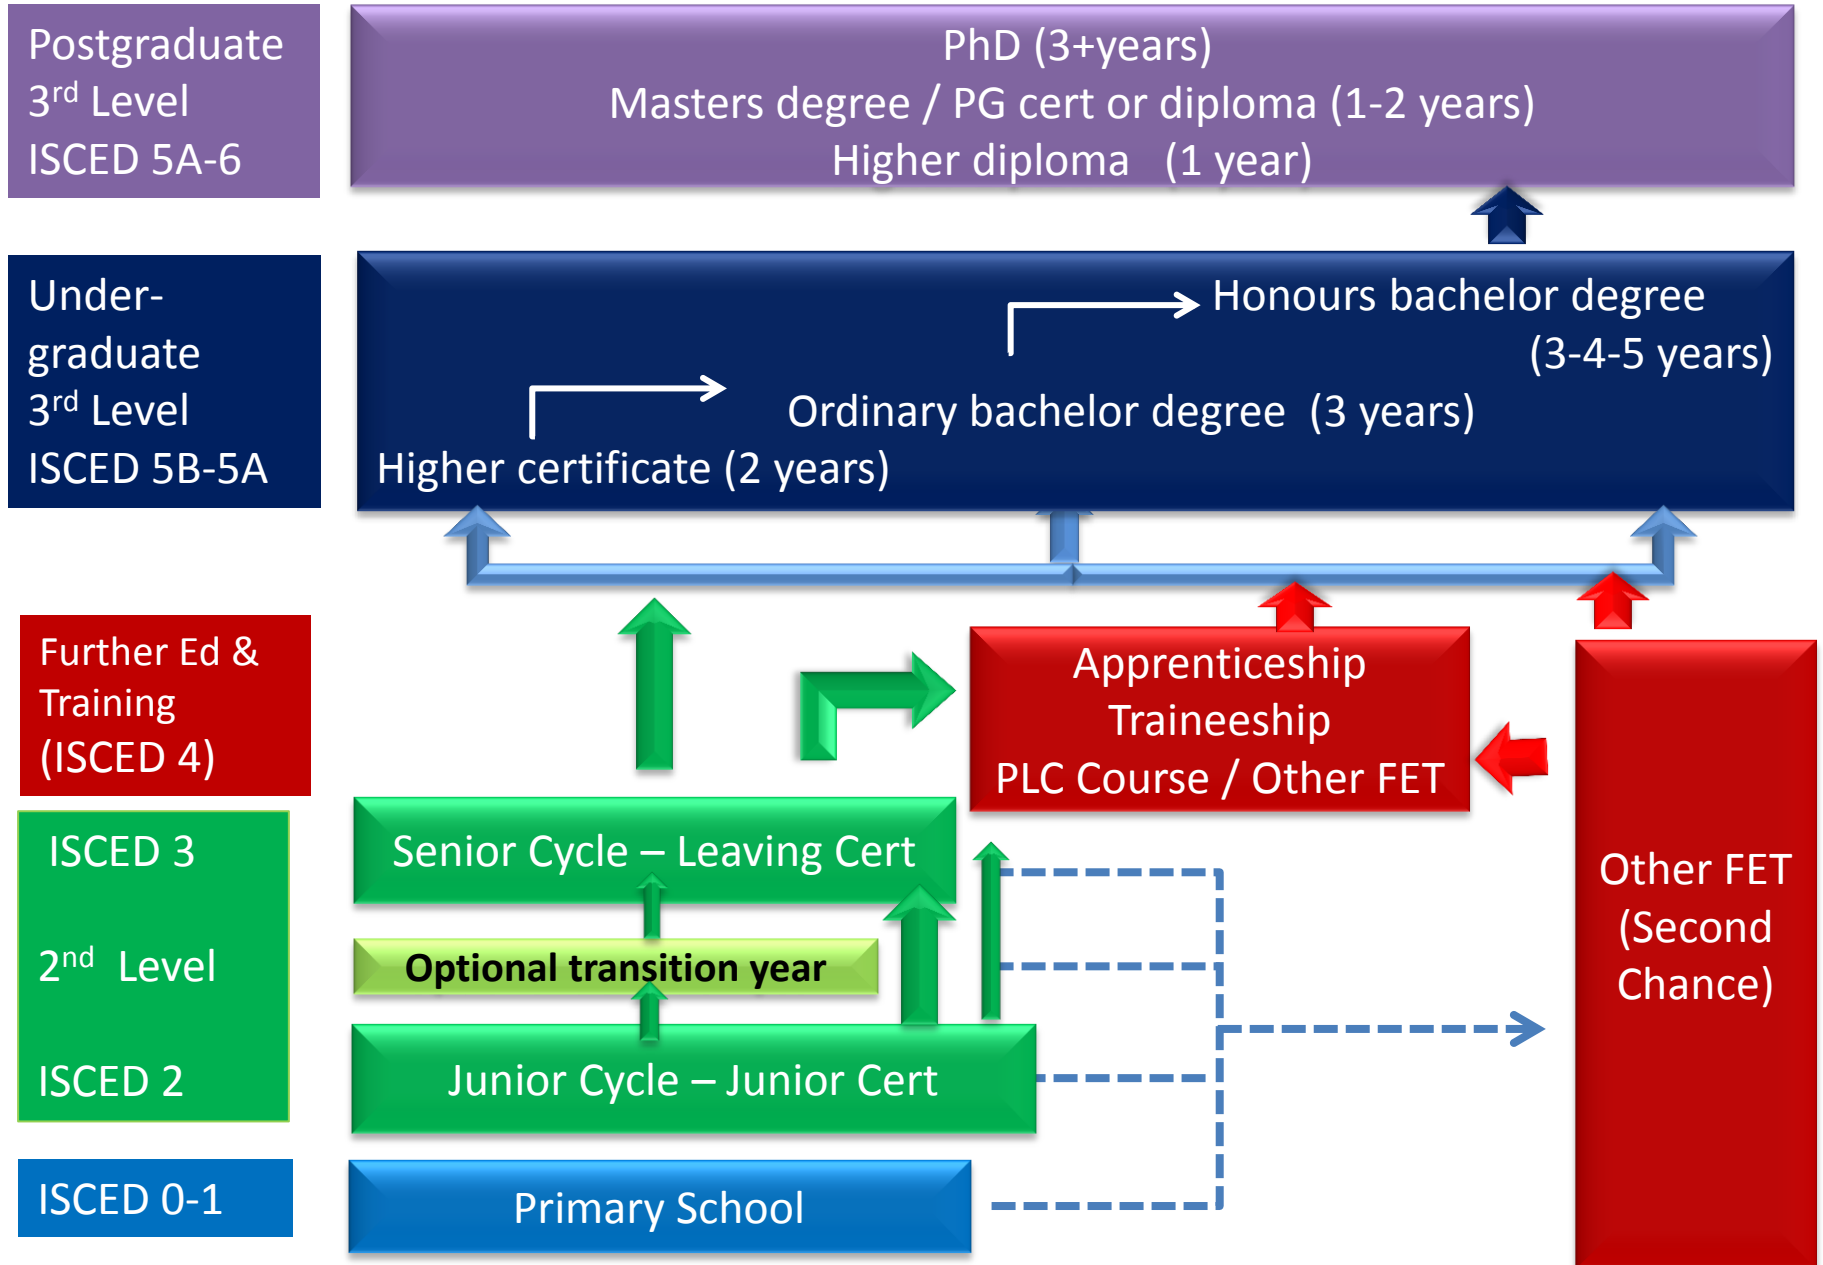 Postgraduate
3rd Level
ISCED 5A-6
PhD (3+years)
Masters degree / PG cert or diploma (1-2 years)
Higher diploma (1 year)
Under-
graduate
3rd Level
ISCED 5B-5A
Honours bachelor degree
(3-4-5 years)
Ordinary bachelor degree (3 years)
Higher certificate (2 years)
Further Ed &
Training
(ISCED 4)
Apprenticeship
Traineeship
PLC Course / Other FET
Other FET
(Second
Chance)
ISCED 3
2nd Level
ISCED 2
Senior Cycle – Leaving Cert
Optional transition year
Junior Cycle – Junior Cert
ISCED 0-1
Primary School